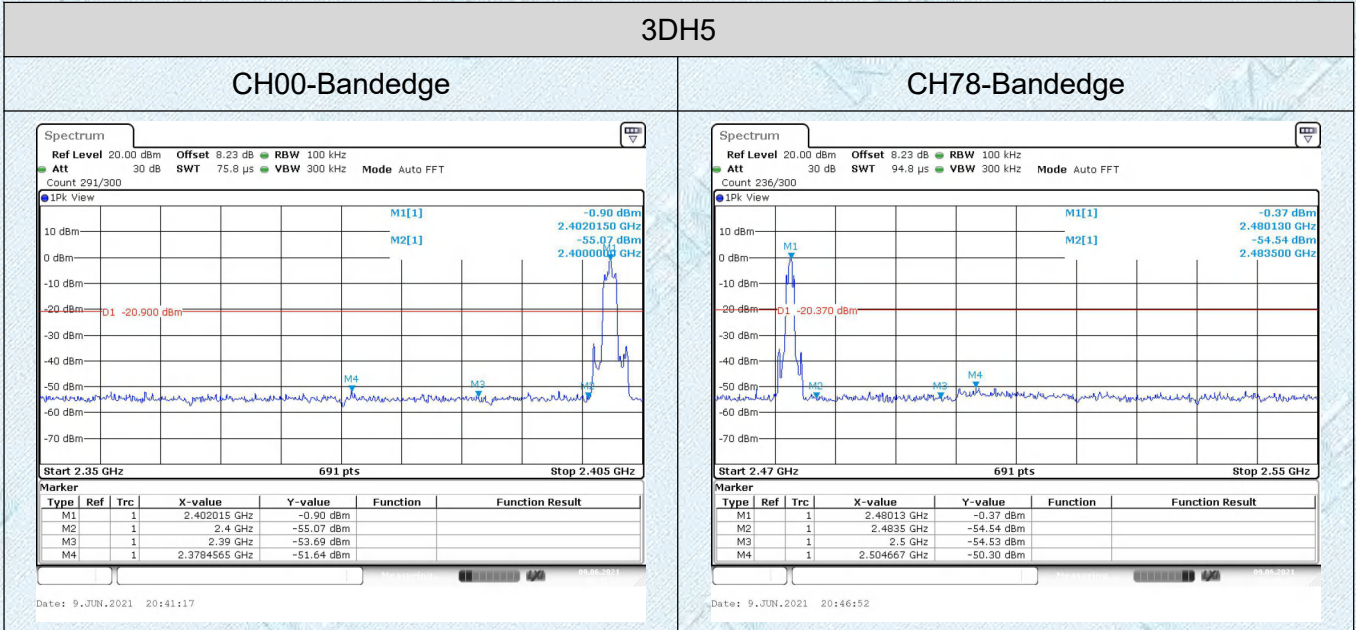 3DH5
CH00-Bandedge
CH78-Bandedge
Spectrum
Ref Level 20.00 dBm Offset 8.23 dB RBW 100 kHz
Att 30 dB SWT 75.8 µs VBW 300 kHz Mode Auto FFT
Count 291/300
1Pk View
M1[1] -0.90 dBm
2.4020150 GHz
M2[1] -55.07 dBm
2.4000000 GHz
M1
10 dBm
0 dBm
-10 dBm
-20 dBm
D1 -20.900 dBm
-30 dBm
-40 dBm
-50 dBm
M4
M3
M2
-60 dBm
-70 dBm
Start 2.35 GHz 691 pts Stop 2.405 GHz
Marker
Type Ref Trc X-value Y-value Function Function Result
M1 1 2.402015 GHz -0.90 dBm
M2 1 2.4 GHz -55.07 dBm
M3 1 2.39 GHz -53.69 dBm
M4 1 2.3784565 GHz -51.64 dBm
09.06.2021
Date: 9.JUN.2021 20:41:17
Spectrum
Ref Level 20.00 dBm Offset 8.23 dB RBW 100 kHz
Att 30 dB SWT 94.8 µs VBW 300 kHz Mode Auto FFT
Count 236/300
1Pk View
M1[1] -0.37 dBm
2.480130 GHz
M2[1] -54.54 dBm
2.483500 GHz
10 dBm
M1
0 dBm
-10 dBm
-20 dBm
D1 -20.370 dBm
-30 dBm
-40 dBm
-50 dBm
M2
M3
M4
-60 dBm
-70 dBm
Start 2.47 GHz 691 pts Stop 2.55 GHz
Marker
Type Ref Trc X-value Y-value Function Function Result
M1 1 2.48013 GHz -0.37 dBm
M2 1 2.4835 GHz -54.54 dBm
M3 1 2.5 GHz -54.53 dBm
M4 1 2.504667 GHz -50.30 dBm
09.06.2021
Date: 9.JUN.2021 20:46:52